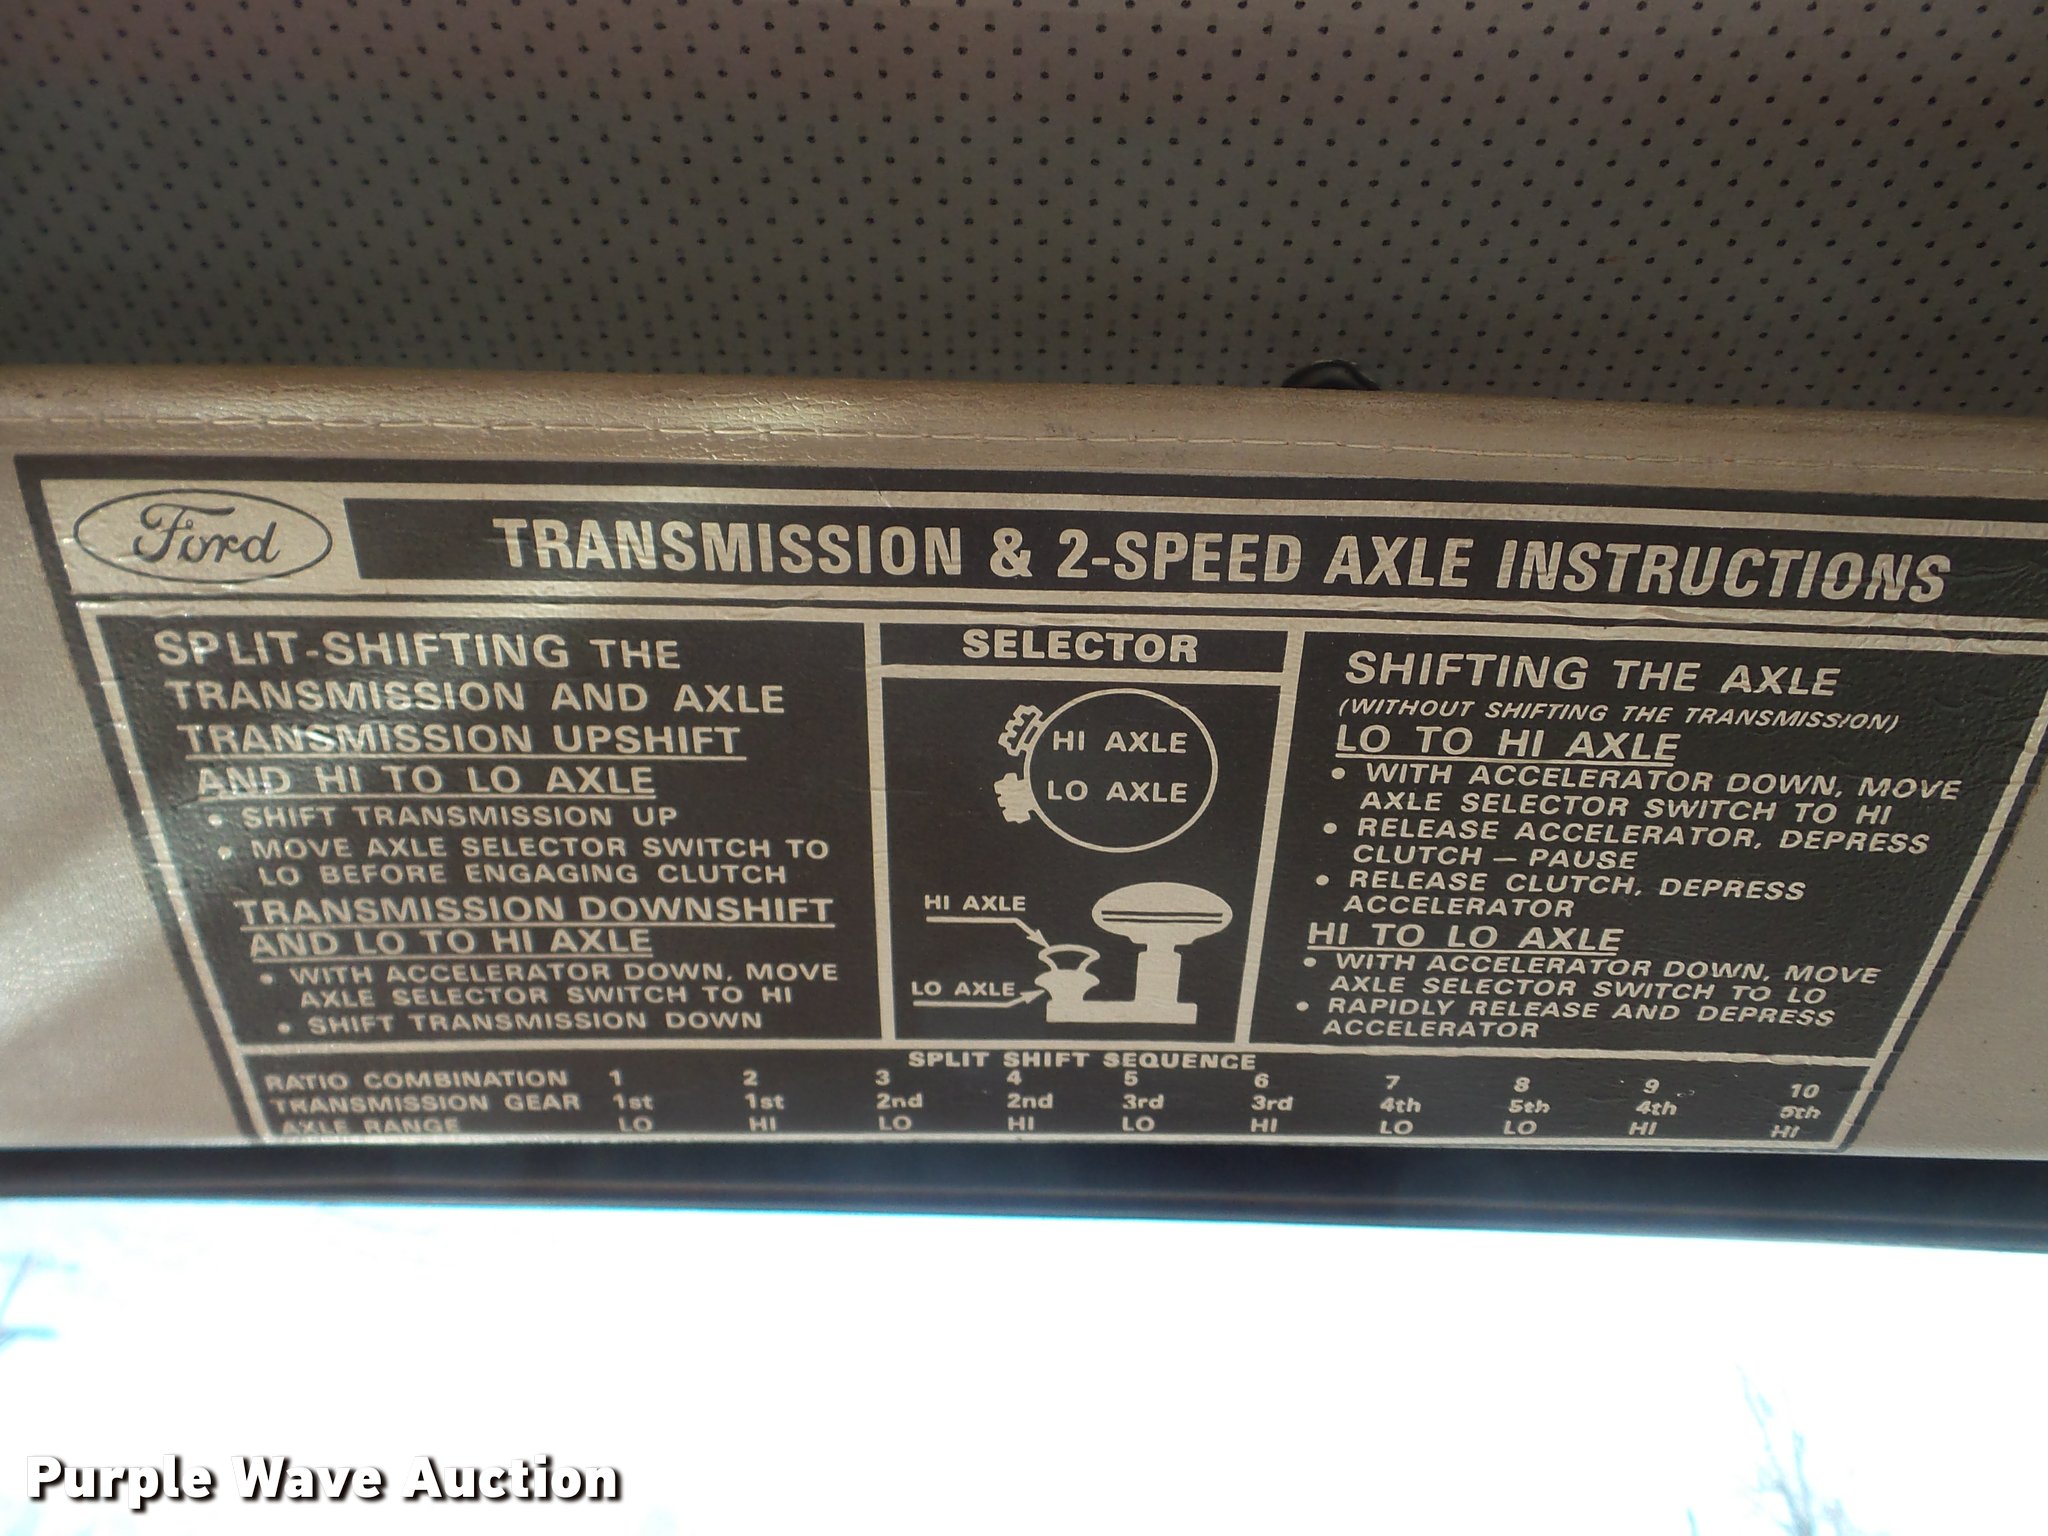 Ford
TRANSMISSION & 2-SPEED AXLE INSTRUCTIONS
SPLIT-SHIFTING THE
TRANSMISSION AND AXLE
TRANSMISSION UPSHIFT
AND HI TO LO AXLE
• SHIFT TRANSMISSION UP
• MOVE AXLE SELECTOR SWITCH TO
LO BEFORE ENGAGING CLUTCH
TRANSMISSION DOWNSHIFT
AND LO TO HI AXLE
• WITH ACCELERATOR DOWN, MOVE
AXLE SELECTOR SWITCH TO HI
• SHIFT TRANSMISSION DOWN
SELECTOR
HI AXLE
LO AXLE
HI AXLE
LO AXLE
SHIFTING THE AXLE
(WITHOUT SHIFTING THE TRANSMISSION)
LO TO HI AXLE
• WITH ACCELERATOR DOWN, MOVE
AXLE SELECTOR SWITCH TO HI
• RELEASE ACCELERATOR, DEPRESS
CLUTCH — PAUSE
• RELEASE CLUTCH, DEPRESS
ACCELERATOR
HI TO LO AXLE
• WITH ACCELERATOR DOWN, MOVE
AXLE SELECTOR SWITCH TO LO
• RAPIDLY RELEASE AND DEPRESS
ACCELERATOR
SPLIT SHIFT SEQUENCE
RATIO COMBINATION 1 2 3 4 5 6 7 8 9 10
TRANSMISSION GEAR 1st 1st 2nd 2nd 3rd 3rd 4th 5th 4th 5th
AXLE RANGE LO HI LO HI LO HI LO LO HI HI
Purple Wave Auction